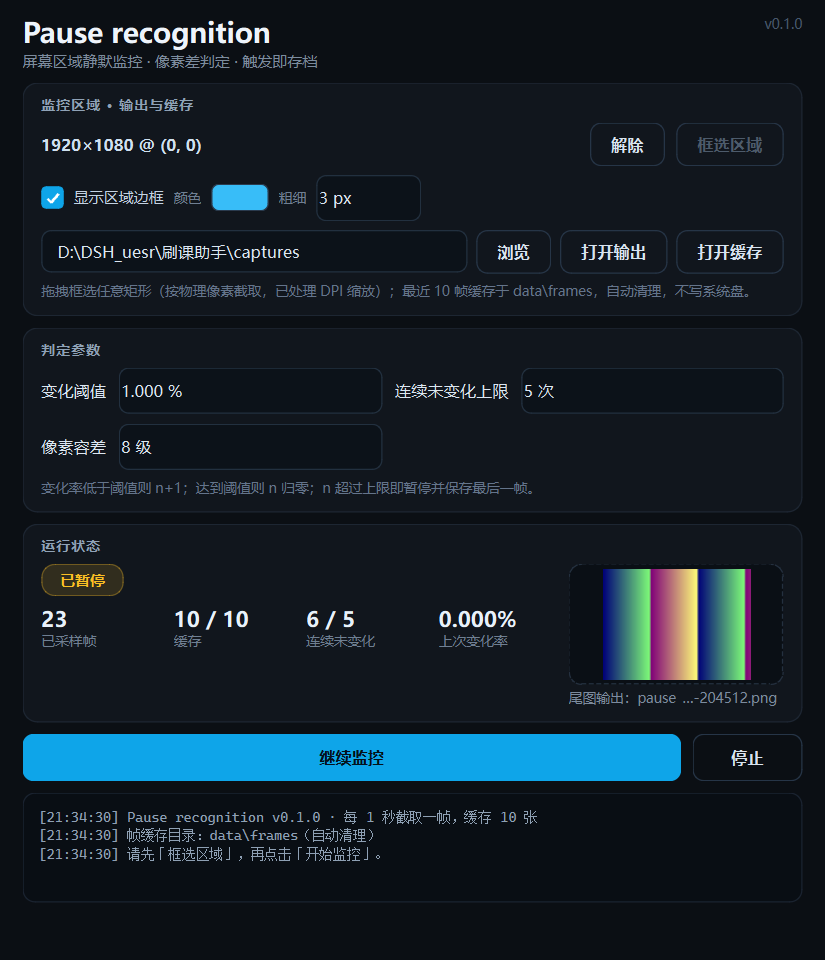 Pause recognition
v0.1.0
屏幕区域静默监控 · 像素差判定 · 触发即存档
监控区域 • 输出与缓存
1920×1080 @ (0, 0)
解除
框选区域
显示区域边框
颜色
粗细
3 px
D:\DSH_uesr\刷课助手\captures
浏览
打开输出
打开缓存
拖拽框选任意矩形（按物理像素截取，已处理 DPI 缩放）；最近 10 帧缓存于 data\frames，自动清理，不写系统盘。
判定参数
变化阈值
1.000 %
连续未变化上限
5 次
像素容差
8 级
变化率低于阈值则 n+1；达到阈值则 n 归零；n 超过上限即暂停并保存最后一帧。
运行状态
已暂停
23
10 / 10
6 / 5
0.000%
已采样帧
缓存
连续未变化
上次变化率
尾图输出：pause ...-204512.png
继续监控
停止
[21:34:30] Pause recognition v0.1.0 · 每 1 秒截取一帧，缓存 10 张
[21:34:30] 帧缓存目录：data\frames（自动清理）
[21:34:30] 请先「框选区域」，再点击「开始监控」。